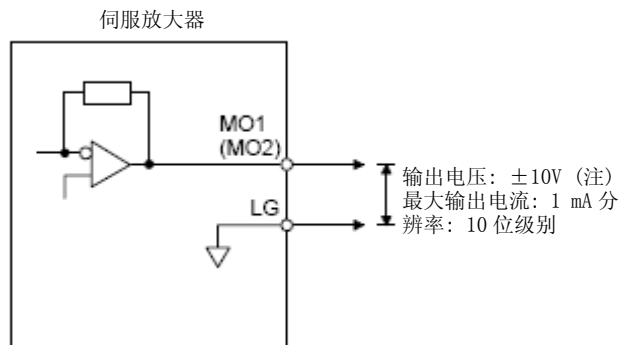 伺服放大器
MO1
(MO2)
LG
输出电压: ±10V (注)
最大输出电流: 1 mA 分
辨率: 10 位级别